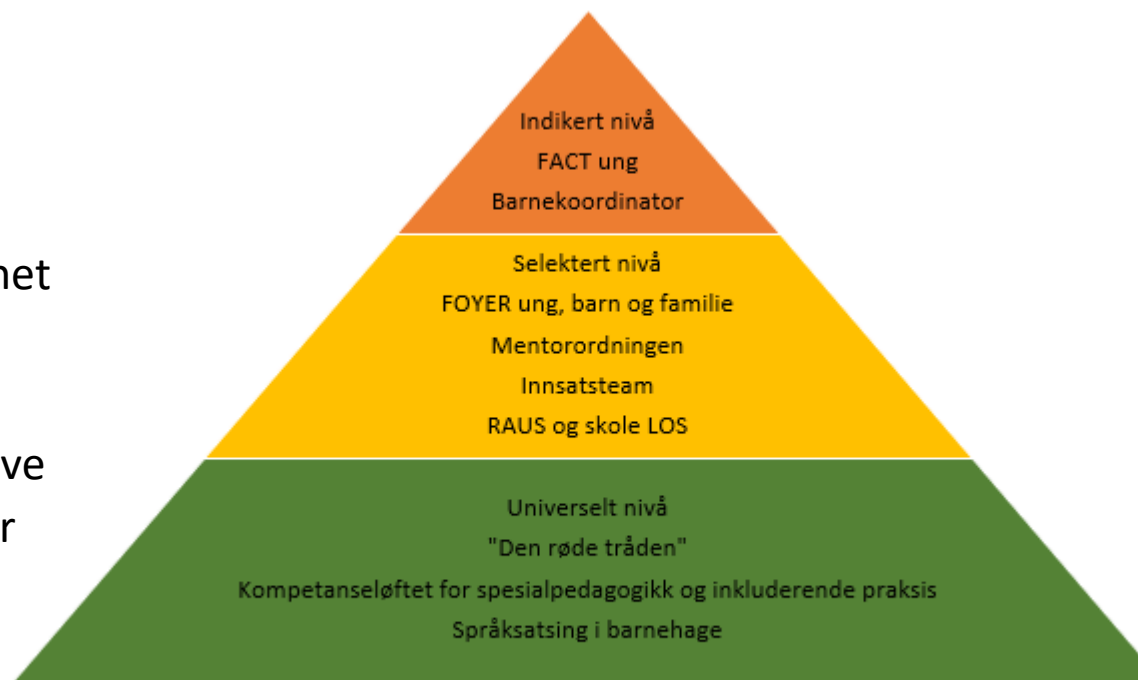 Indikert nivå
FACT ung
Barnekoordinator
Selektert nivå
FOYER ung, barn og familie
Mentorordningen
Innsatsteam
RAUS og skole LOS
Universelt nivå
"Den røde tråden"
Kompetanseløftet for spesialpedagogikk og inkluderende praksis
Språksatsing i barnehage